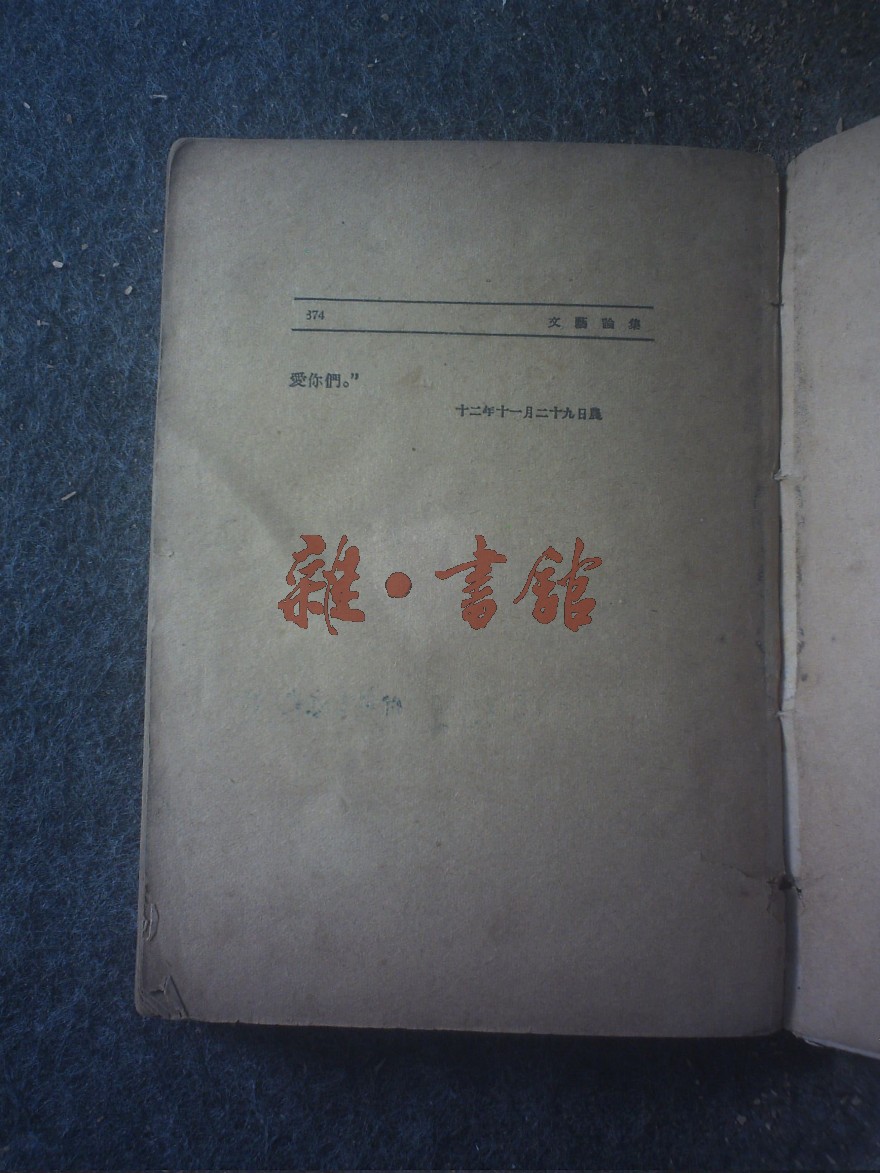 374 文藝論集
愛你們。”
十二年十一月二十九日晨
雜·書館